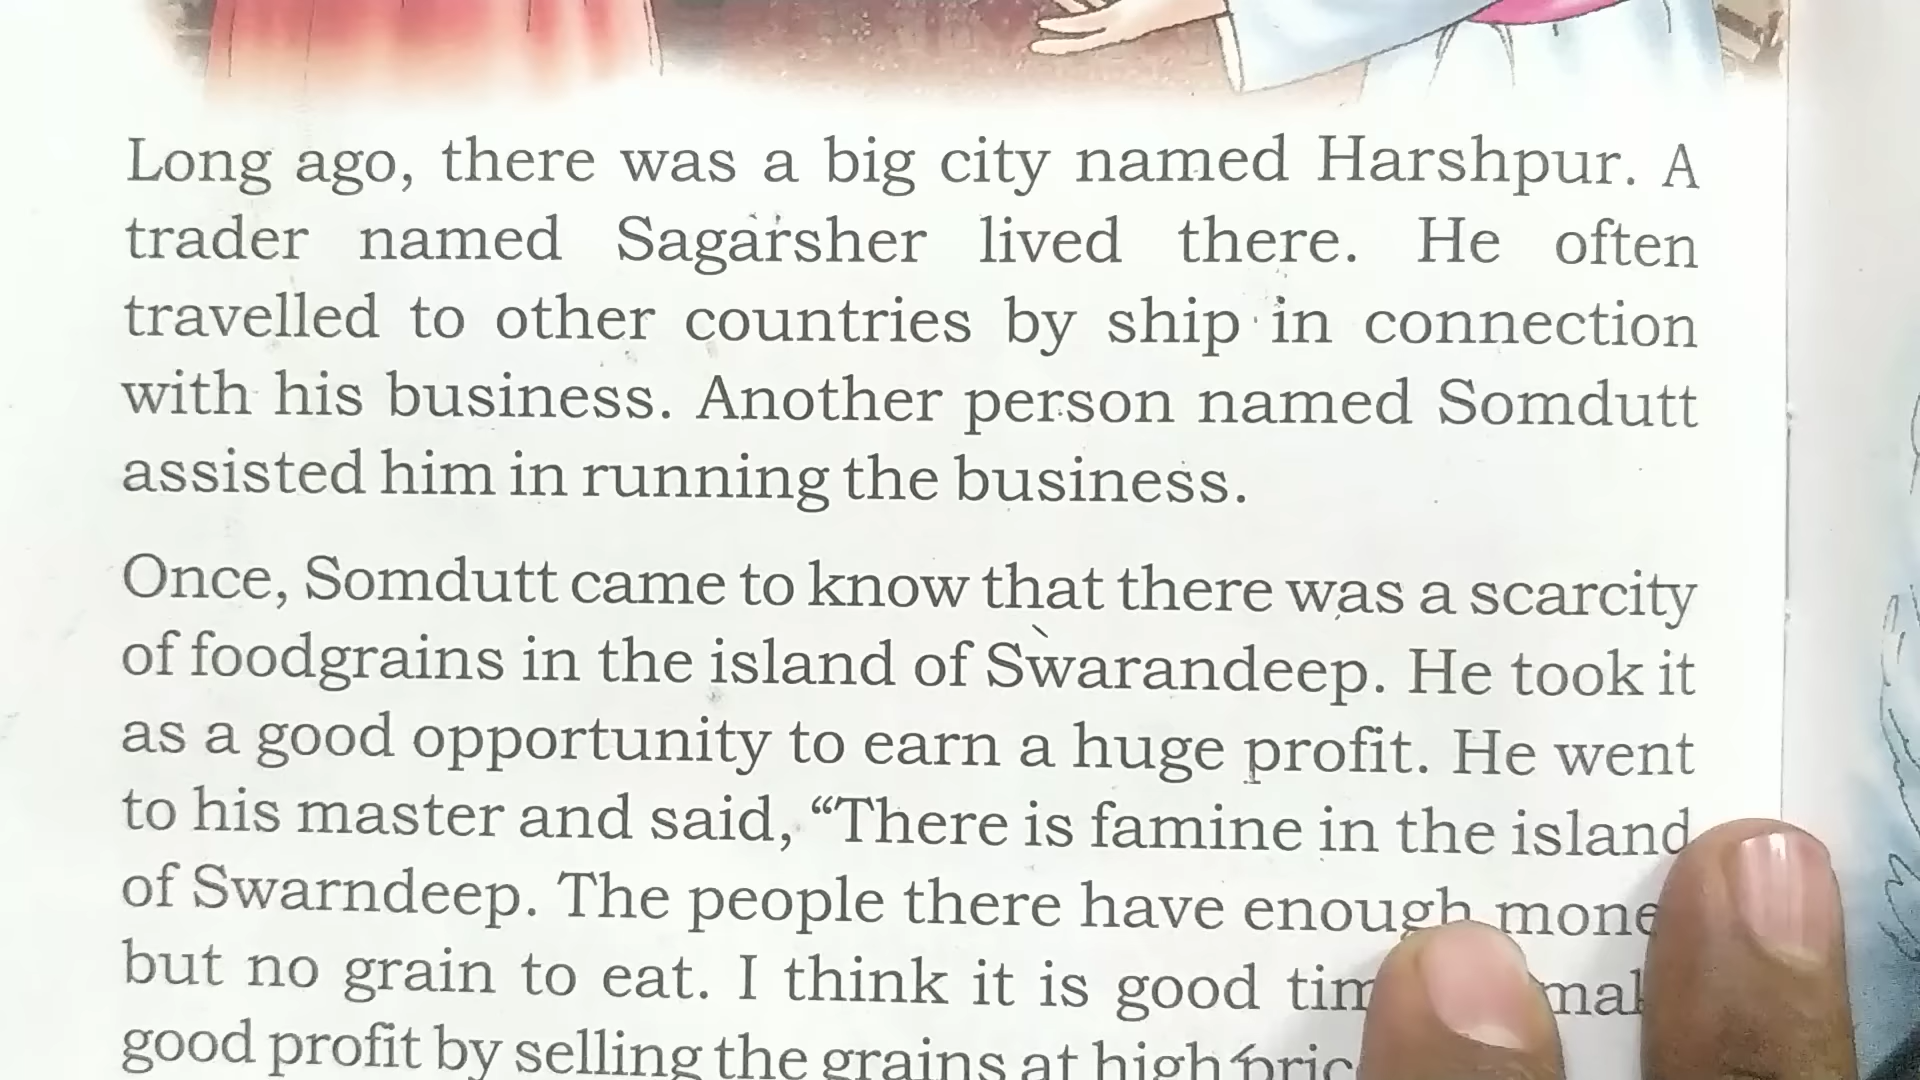 Long ago, there was a big city named Harshpur. A
trader named Sagarsher lived there. He often
travelled to other countries by ship in connection
with his business. Another person named Somdutt
assisted him in running the business.
Once, Somdutt came to know that there was a scarcity
of foodgrains in the island of Swarandeep. He took it
as a good opportunity to earn a huge profit. He went
to his master and said, “There is famine in the island
of Swarndeep. The people there have enough
but no grain to eat. I think it is good
good profit by selling the grains at high